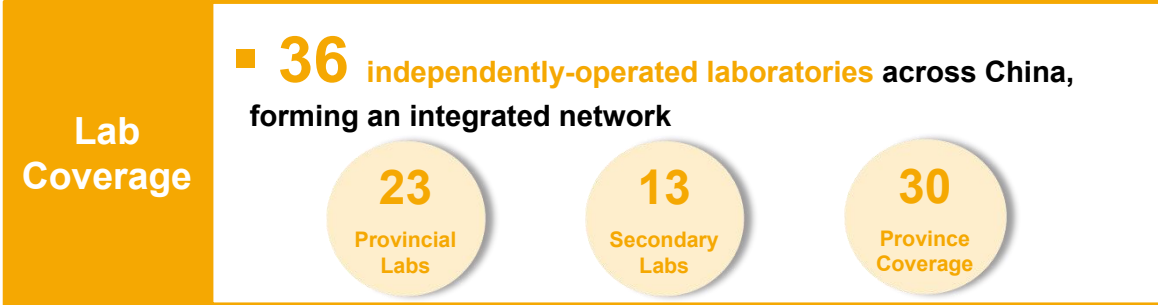 Lab
Coverage
36 independently-operated laboratories across China,
forming an integrated network
23
Provincial
Labs
13
Secondary
Labs
30
Province
Coverage